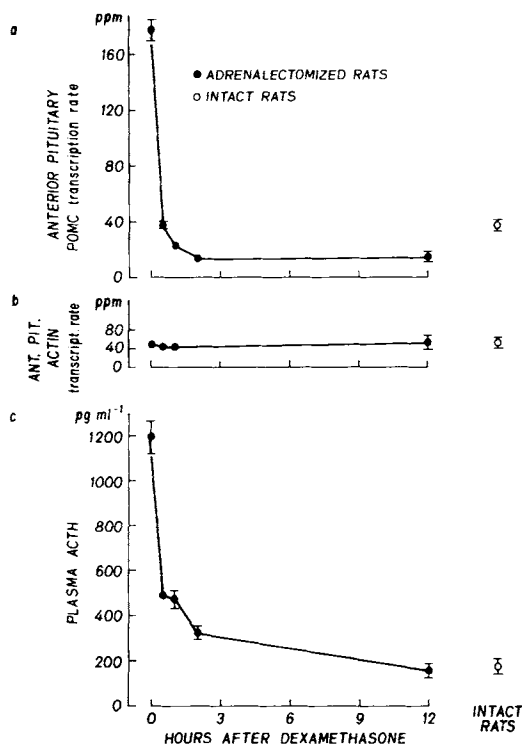 a
ppm
160
120
80
40
0
ANTERIOR PITUITARY
POMC transcription rate
● ADRENALECTOMIZED RATS
○ INTACT RATS
b
ppm
80
40
0
ANT. PIT.
ACTIN
transcript. rate
c
pg ml⁻¹
1200
1000
800
600
400
200
0
PLASMA ACTH
0 3 6 9 12
HOURS AFTER DEXAMETHASONE
INTACT
RATS